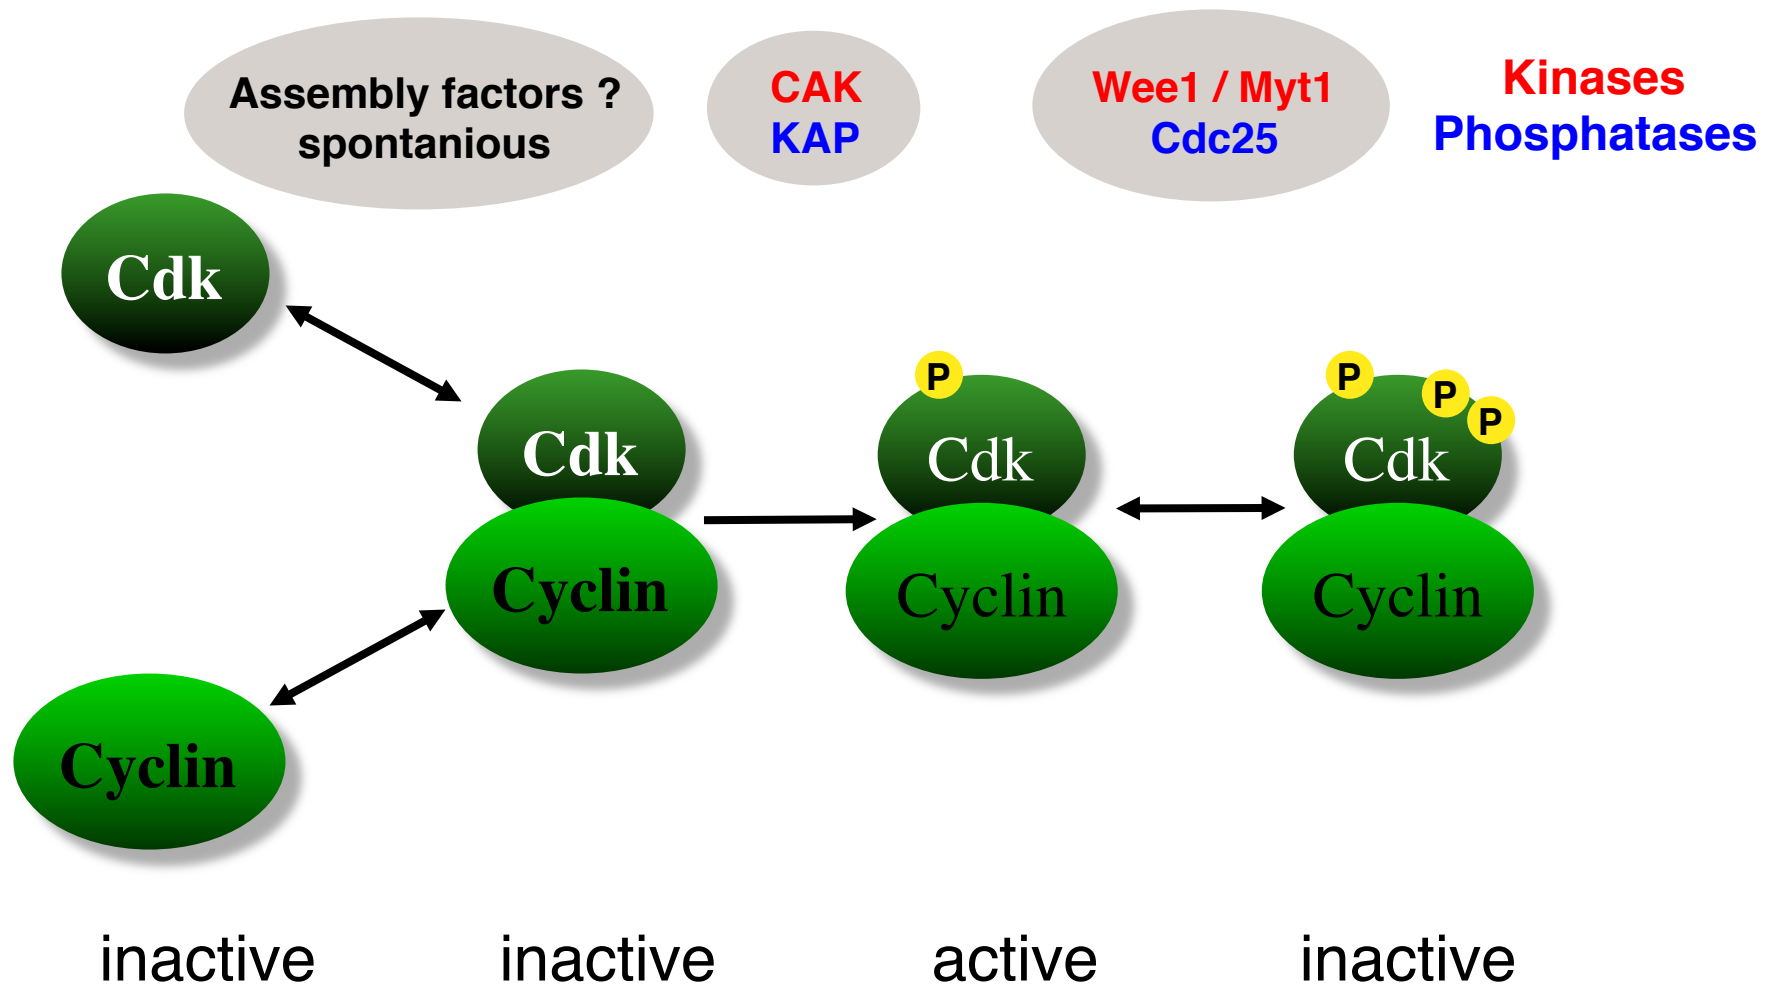 Assembly factors ?
spontanious
CAK
KAP
Wee1 / Myt1
Cdc25
Kinases
Phosphatases
Cdk
Cdk
Cyclin
P
Cdk
Cyclin
P
P
P
Cdk
Cyclin
Cyclin
inactive
inactive
active
inactive